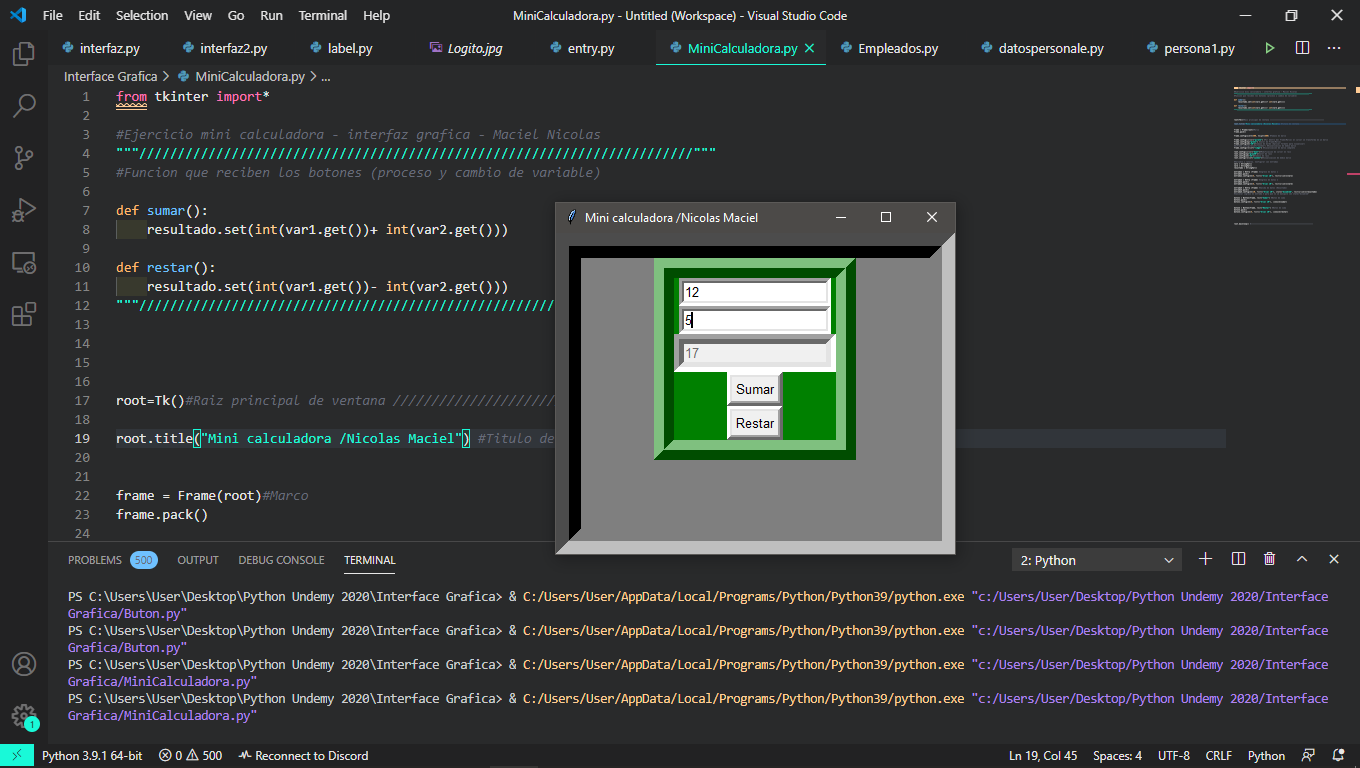 File Edit Selection View Go Run Terminal Help MiniCalculadora.py - Untitled (Workspace) - Visual Studio Code
interfaz.py interfaz2.py label.py Logito.jpg entry.py MiniCalculadora.py Empleados.py datospersonale.py persona1.py
Interface Grafica > MiniCalculadora.py > ...
1 from tkinter import*
2
3 #Ejercicio mini calculadora - interfaz grafica - Maciel Nicolas
4 """////////////////////////////////////////////////////////////////////////"""
5 #Funcion que reciben los botones (proceso y cambio de variable)
6
7 def sumar():
8 resultado.set(int(var1.get())+ int(var2.get()))
9
10 def restar():
11 resultado.set(int(var1.get())- int(var2.get()))
12 """//////////////////////////////////////////////////////
13
14
15
16
17 root=Tk()#Raiz principal de ventana /////////////////////
18
19 root.title("Mini calculadora /Nicolas Maciel") #Titulo de
20
21
22 frame = Frame(root)#Marco
23 frame.pack()
24
Mini calculadora /Nicolas Maciel
12
5
17
Sumar
Restar
PROBLEMS 500 OUTPUT DEBUG CONSOLE TERMINAL 2: Python
PS C:\Users\User\Desktop\Python Undemy 2020\Interface Grafica> & C:/Users/User/AppData/Local/Programs/Python/Python39/python.exe "c:/Users/User/Desktop/Python Undemy 2020/Interface
Grafica/Buton.py"
PS C:\Users\User\Desktop\Python Undemy 2020\Interface Grafica> & C:/Users/User/AppData/Local/Programs/Python/Python39/python.exe "c:/Users/User/Desktop/Python Undemy 2020/Interface
Grafica/Buton.py"
PS C:\Users\User\Desktop\Python Undemy 2020\Interface Grafica> & C:/Users/User/AppData/Local/Programs/Python/Python39/python.exe "c:/Users/User/Desktop/Python Undemy 2020/Interface
Grafica/MiniCalculadora.py"
PS C:\Users\User\Desktop\Python Undemy 2020\Interface Grafica> & C:/Users/User/AppData/Local/Programs/Python/Python39/python.exe "c:/Users/User/Desktop/Python Undemy 2020/Interface
Grafica/MiniCalculadora.py"
1
Python 3.9.1 64-bit 0 500 Reconnect to Discord Ln 19, Col 45 Spaces: 4 UTF-8 CRLF Python